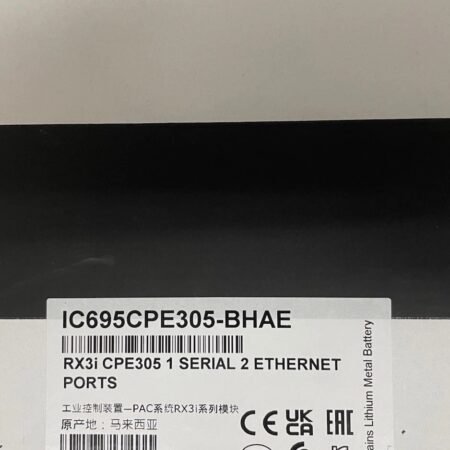 IC695CPE305-BHAE
RX3i CPE305 1 SERIAL 2 ETHERNET
PORTS
工业控制装置—PAC系统RX3i系列模块
原产地：马来西亚
CE UK CA EAC
Lithium Metal Battery